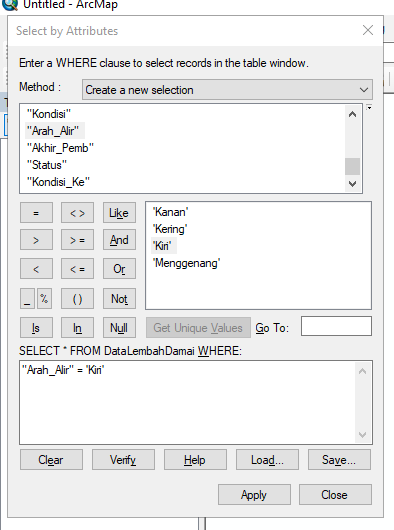 Untitled - ArcMap
Select by Attributes
Enter a WHERE clause to select records in the table window.
Method : Create a new selection
"Kondisi"
"Arah_Alir"
"Akhir_Pemb"
"Status"
"Kondisi_Ke"
= < > Like
> > = And
< < = Or
_ % ( ) Not
Is In Null
'Kanan'
'Kering'
'Kiri'
'Menggenang'
Get Unique Values Go To:
SELECT * FROM DataLembahDamai WHERE:
"Arah_Alir" = 'Kiri'
Clear Verify Help Load... Save...
Apply Close